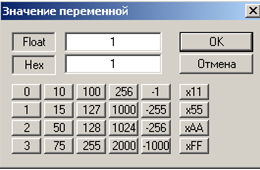 Значение переменной
Float 1 OK
Hex 1 Отмена
0 10 100 256 -1 x11
1 15 127 1000 -255 x55
2 50 128 1024 -256 xAA
3 75 255 2000 -1000 xFF